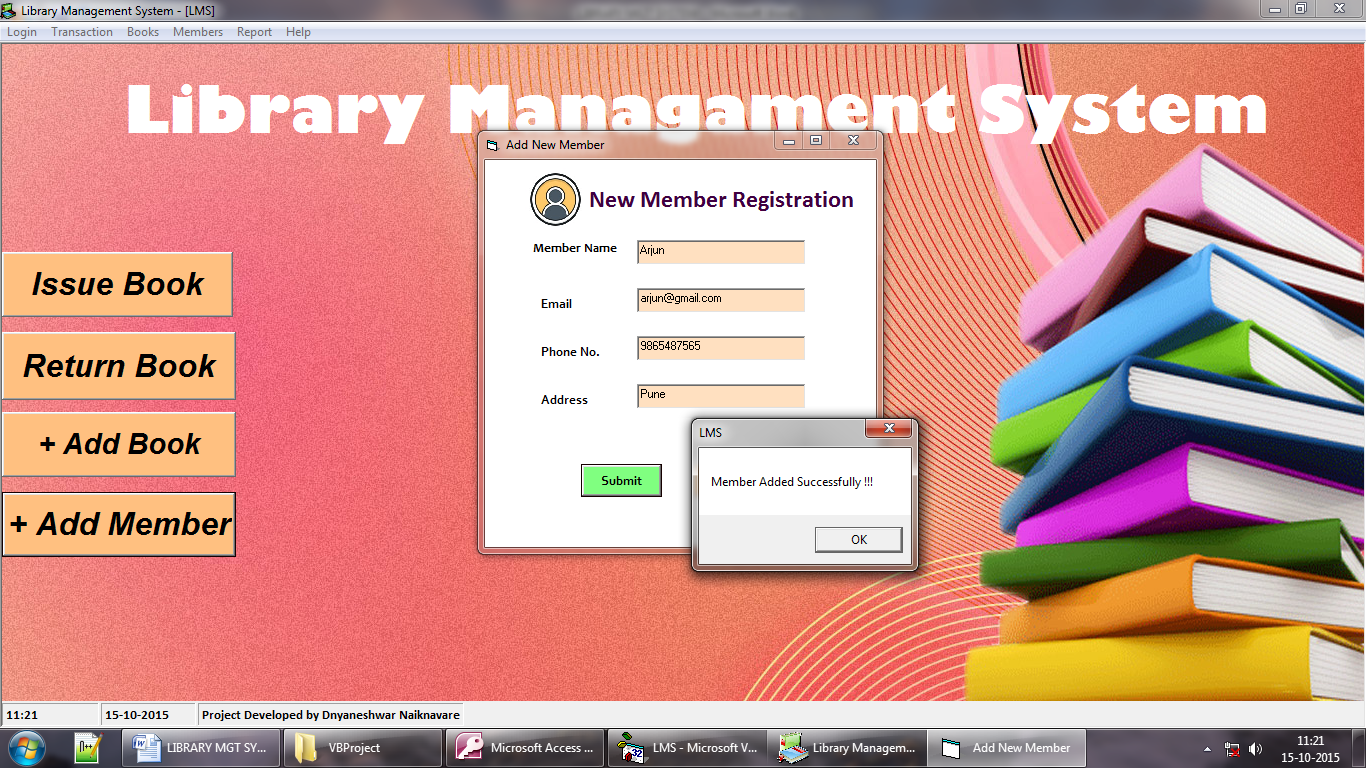 Library Management System - [LMS]
Login Transaction Books Members Report Help
Library Managament System
Add New Member
New Member Registration
Member Name Arjun
Email arjun@gmail.com
Phone No. 9865487565
Address Pune
Submit
LMS
Member Added Successfully !!!
OK
Issue Book
Return Book
+ Add Book
+ Add Member
11:21 15-10-2015 Project Developed by Dnyaneshwar Naiknavare
LIBRARY MGT SY... VBProject Microsoft Access ... LMS - Microsoft V... Library Managem... Add New Member 11:21
15-10-2015